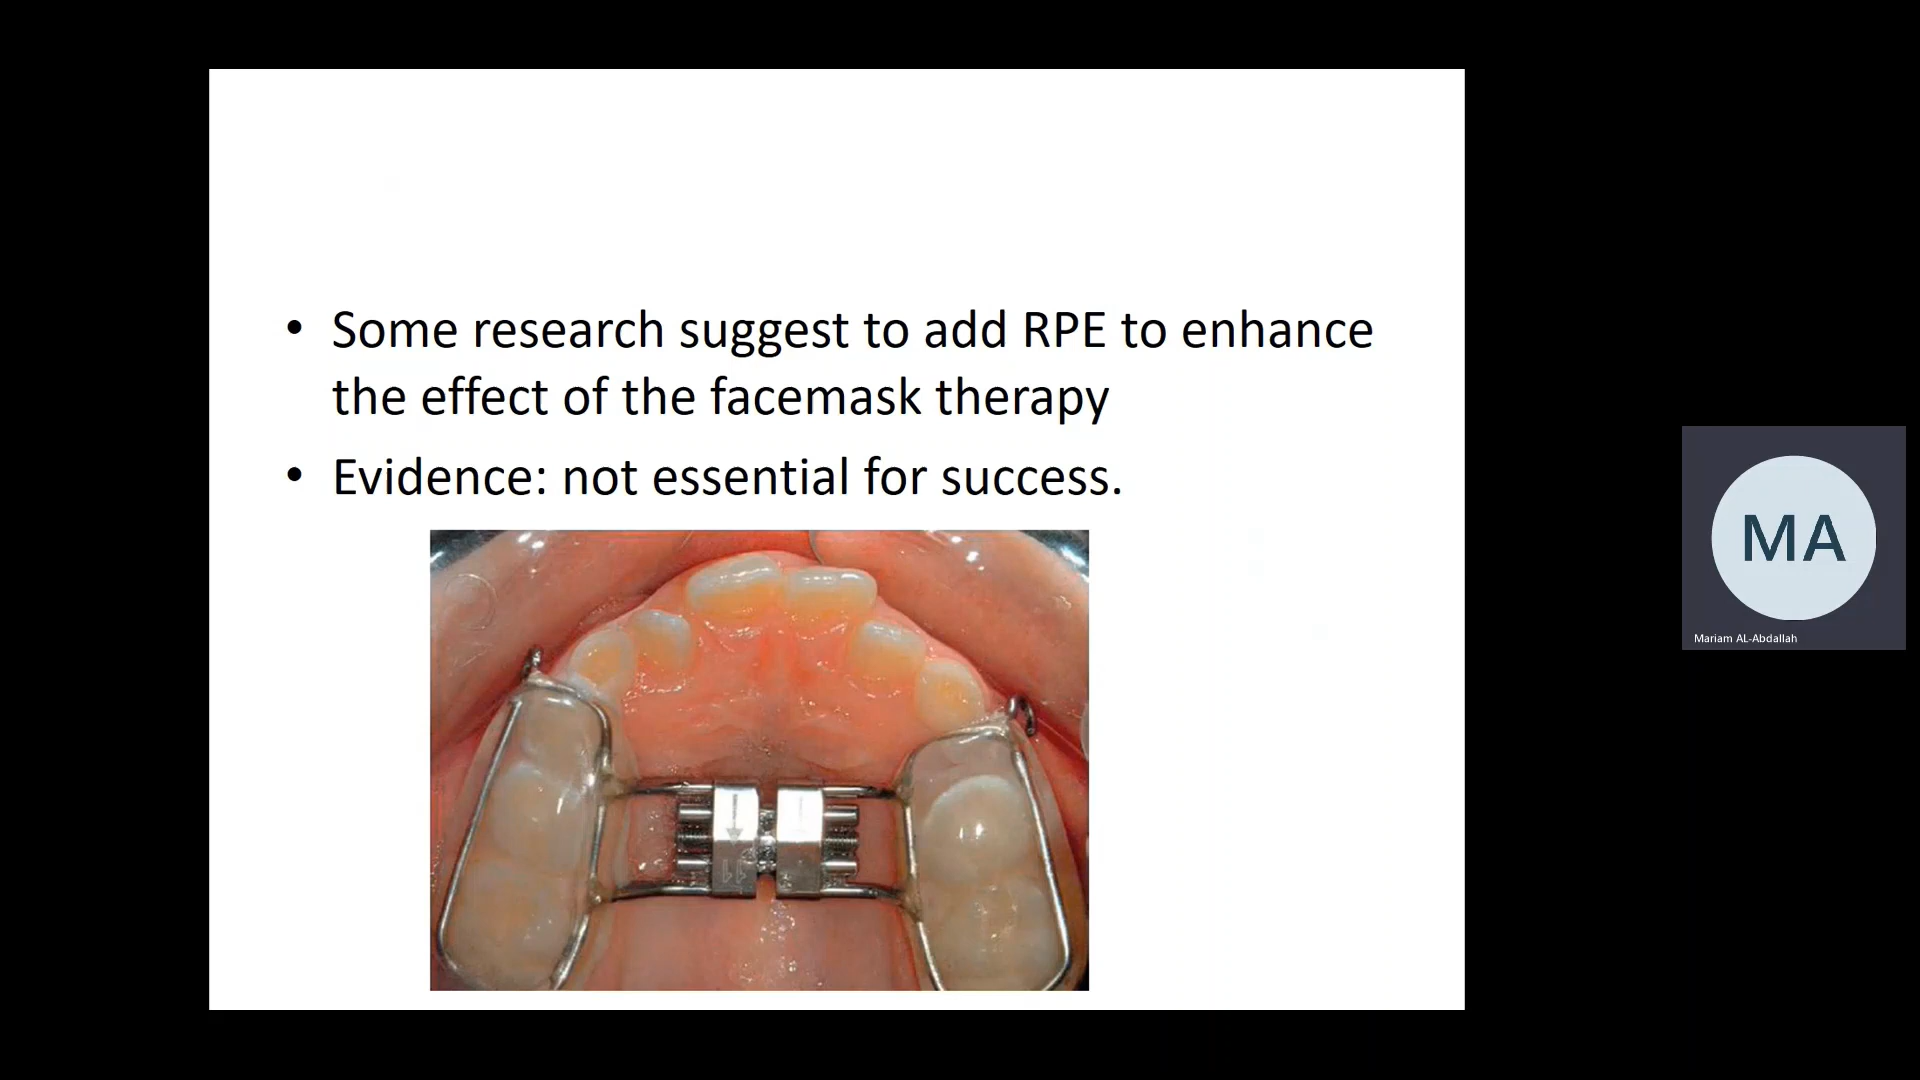 • Some research suggest to add RPE to enhance
the effect of the facemask therapy
• Evidence: not essential for success.
MA
Mariam AL-Abdallah